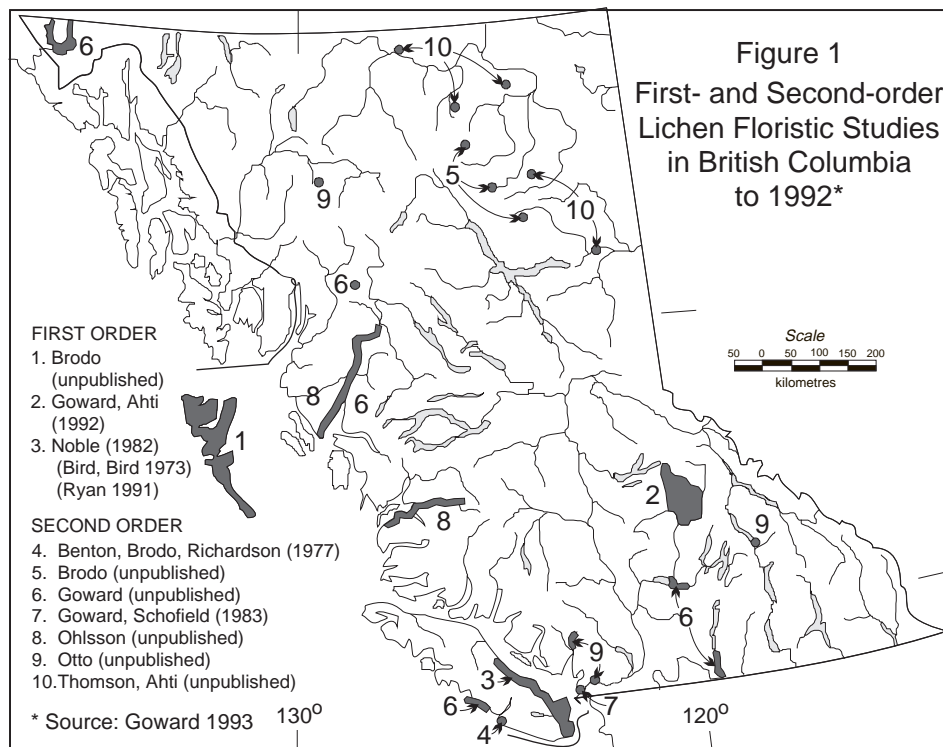 Figure 1
First- and Second-order
Lichen Floristic Studies
in British Columbia
to 1992*
6
10
5
9
10
6
8
6
1
8
2
9
6
3
9
6
4
7
Scale
50 0 50 100 150 200
kilometres
FIRST ORDER
1. Brodo
(unpublished)
2. Goward, Ahti
(1992)
3. Noble (1982)
(Bird, Bird 1973)
(Ryan 1991)
SECOND ORDER
4. Benton, Brodo, Richardson (1977)
5. Brodo (unpublished)
6. Goward (unpublished)
7. Goward, Schofield (1983)
8. Ohlsson (unpublished)
9. Otto (unpublished)
10.Thomson, Ahti (unpublished)
* Source: Goward 1993
130o
120o